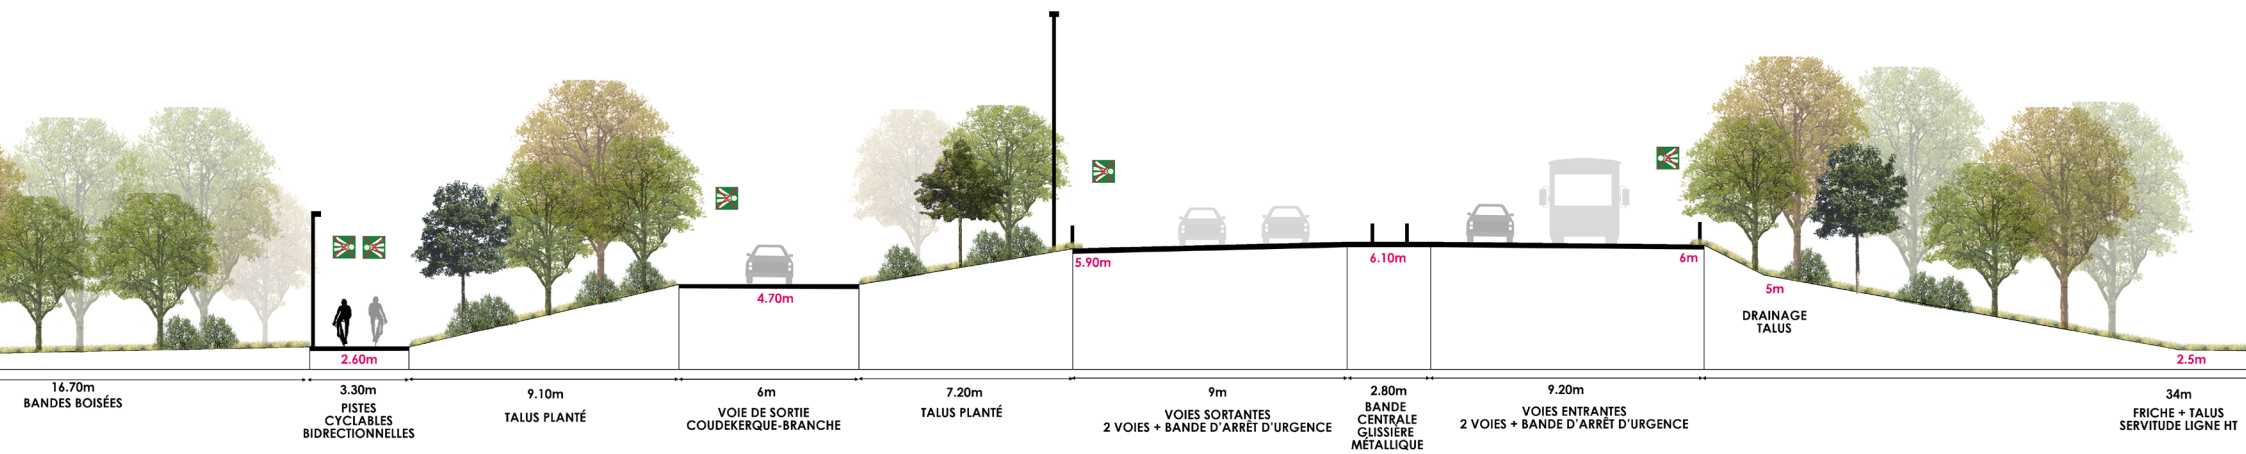 5.90m
6.10m
6m
4.70m
5m
DRAINAGE
TALUS
2.60m
2.5m
16.70m
BANDES BOISÉES
3.30m
PISTES
CYCLABLES
BIDRECTIONNELLES
9.10m
TALUS PLANTÉ
6m
VOIE DE SORTIE
COUDEKERQUE-BRANCHE
7.20m
TALUS PLANTÉ
9m
VOIES SORTANTES
2 VOIES + BANDE D'ARRÊT D'URGENCE
2.80m
BANDE
CENTRALE
GLISSIÈRE
MÉTALLIQUE
9.20m
VOIES ENTRANTES
2 VOIES + BANDE D'ARRÊT D'URGENCE
34m
FRICHE + TALUS
SERVITUDE LIGNE HT